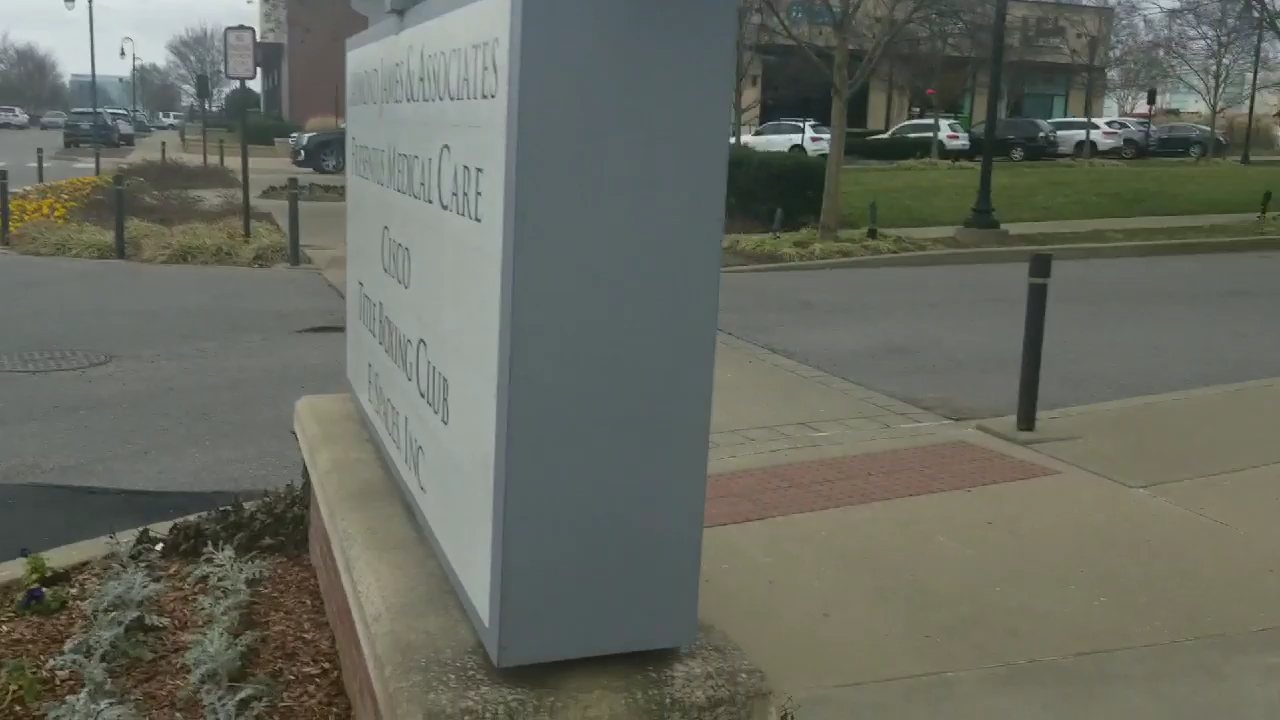 JAMES & ASSOCIATES
FRESENIUS MEDICAL CARE
CISCO
TITLE BOXING CLUB
INC